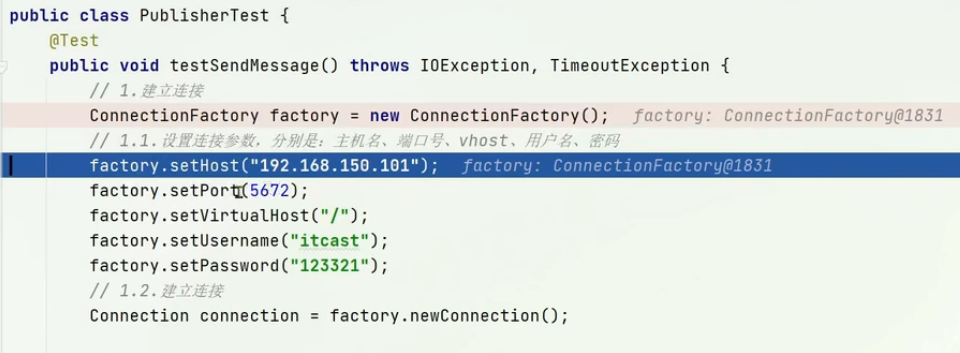 public class PublisherTest {
@Test
public void testSendMessage() throws IOException, TimeoutException {
// 1.建立连接
ConnectionFactory factory = new ConnectionFactory(); factory: ConnectionFactory@1831
// 1.1.设置连接参数，分别是：主机名、端口号、vhost、用户名、密码
factory.setHost("192.168.150.101"); factory: ConnectionFactory@1831
factory.setPort(5672);
factory.setVirtualHost("/");
factory.setUsername("itcast");
factory.setPassword("123321");
// 1.2.建立连接
Connection connection = factory.newConnection();